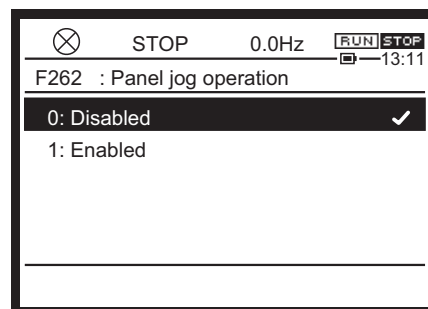 STOP 0.0Hz RUN STOP
13:11
F262 : Panel jog operation
0: Disabled
1: Enabled